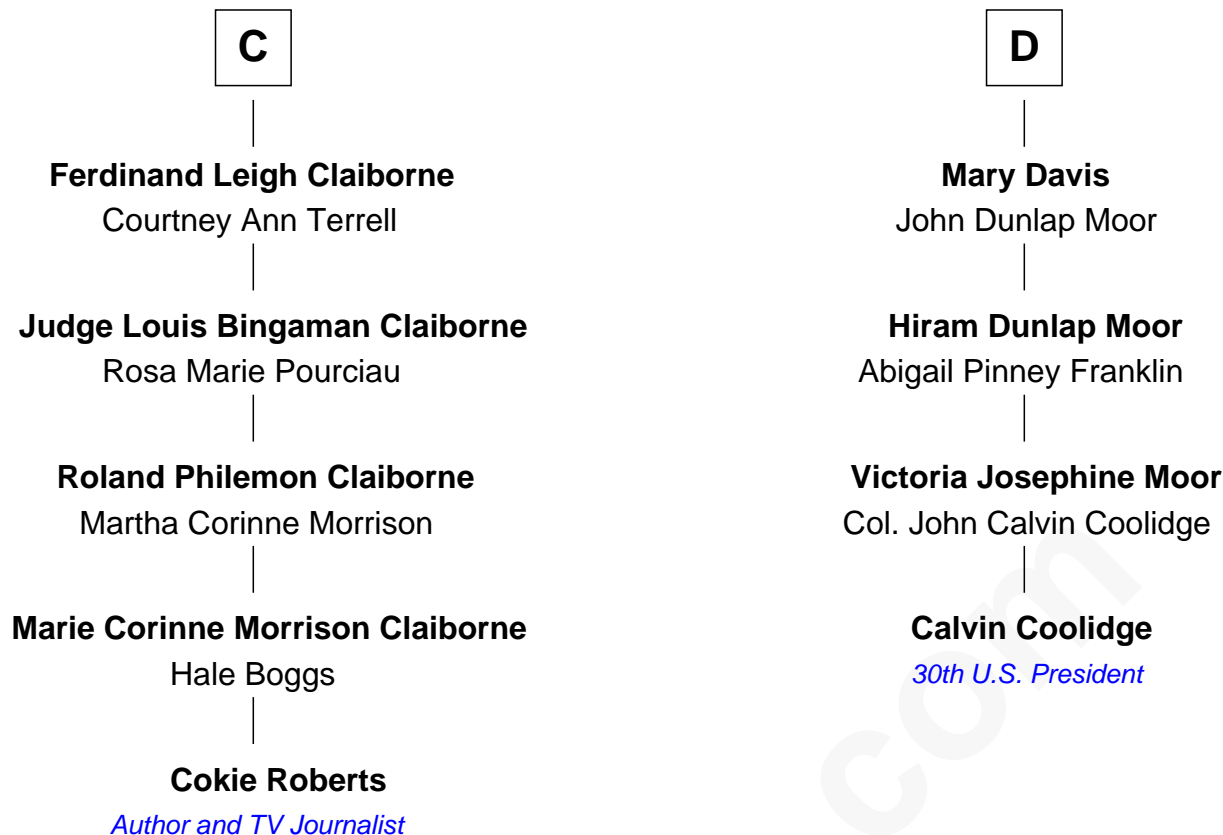 C
Ferdinand Leigh Claiborne
Courtney Ann Terrell
Judge Louis Bingaman Claiborne
Rosa Marie Pourciau
Roland Philemon Claiborne
Martha Corinne Morrison
Marie Corinne Morrison Claiborne
Hale Boggs
Cokie Roberts
Author and TV Journalist
D
Mary Davis
John Dunlap Moor
Hiram Dunlap Moor
Abigail Pinney Franklin
Victoria Josephine Moor
Col. John Calvin Coolidge
Calvin Coolidge
30th U.S. President
com